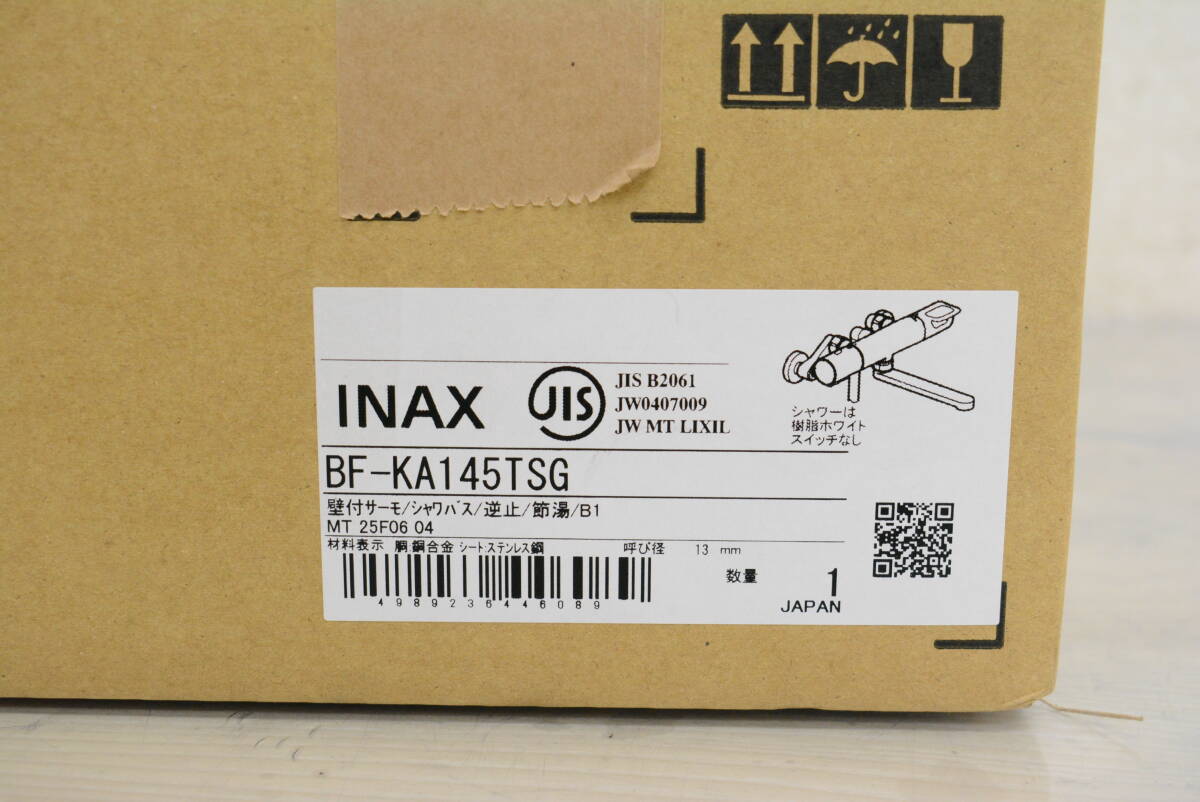 INAX
JIS
JIS B2061
JW0407009
JW MT LIXIL
シャワーは
樹脂ホワイト
スイッチなし
BF-KA145TSG
壁付サーモ/シャワバス/逆止/節湯/B1
MT 25F06 04
材料表示 胴:銅合金 シート:ステンレス鋼 呼び径 13 mm
数量 1
4989236446089
JAPAN